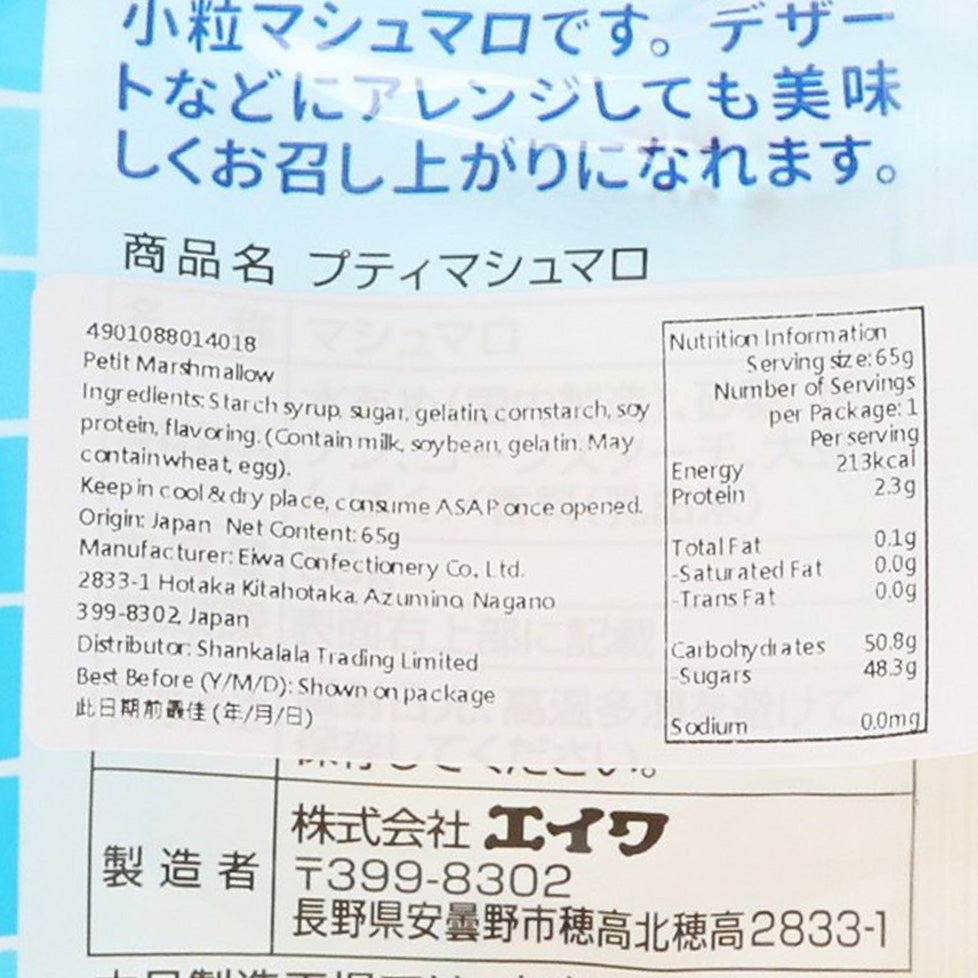 小粒マシュマロです。デザー
トなどにアレンジしても美味
しくお召し上がりになれます。
商品名 プティマシュマロ
4901088014018
Petit Marshmallow
Ingredients: Starch syrup, sugar, gelatin, cornstarch, soy
protein, flavoring. (Contain milk, soybean, gelatin. May
contain wheat, egg).
Keep in cool & dry place, consume ASAP once opened.
Origin: Japan Net Content: 65g
Manufacturer: Eiwa Confectionery Co., Ltd.
2833-1 Hotaka Kitahotaka, Azumino, Nagano
399-8302, Japan
Distributor: Shankalala Trading Limited
Best Before (Y/M/D): Shown on package
此日期前最佳 (年/月/日)
Nutrition Information
Serving size: 65g
Number of Servings
per Package: 1
Per serving
Energy 213kcal
Protein 2.3g
Total Fat 0.1g
-Saturated Fat 0.0g
-Trans Fat 0.0g
Carbohydrates 50.8g
-Sugars 48.3g
Sodium 0.0mg
保存してください。
製造者
株式会社 エイワ
〒399-8302
長野県安曇野市穂高北穂高2833-1